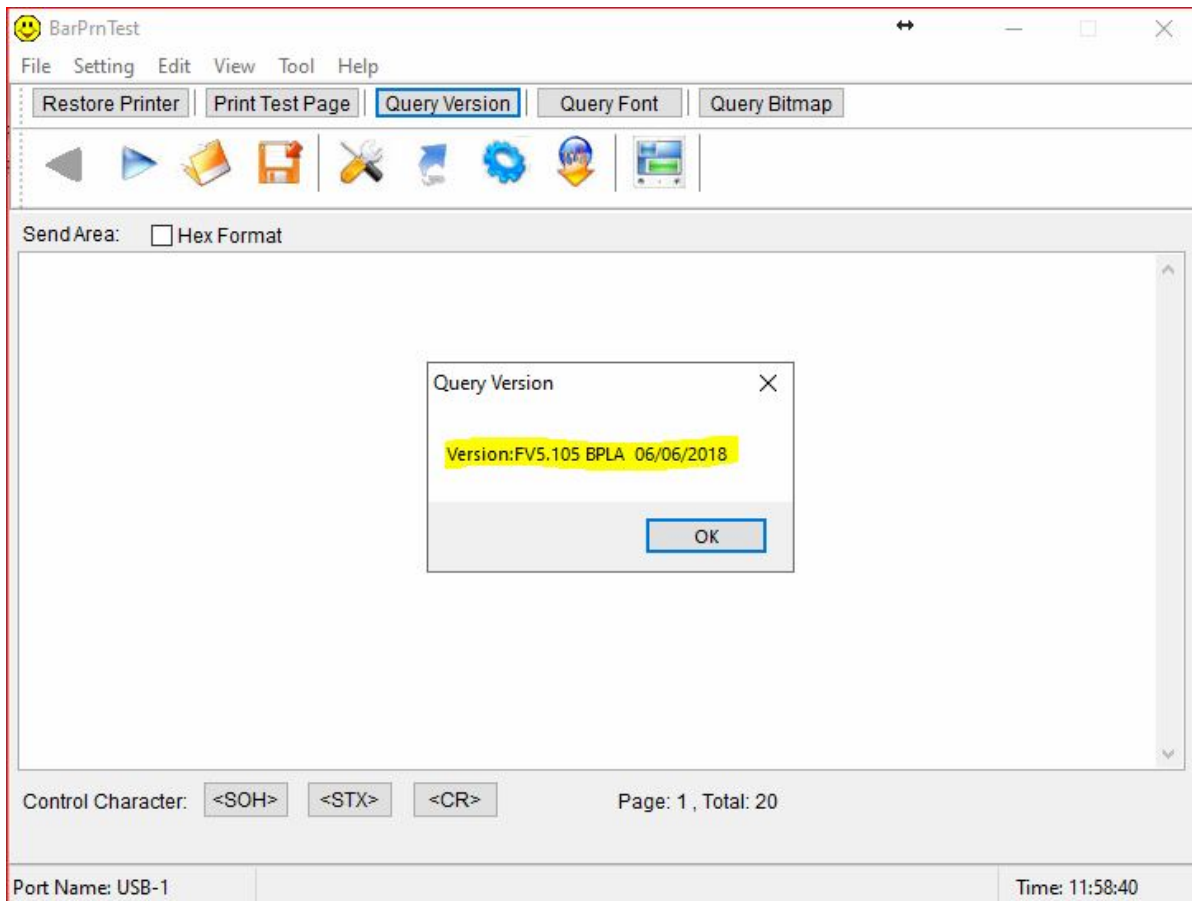 BarPrnTest
File Setting Edit View Tool Help
Restore Printer Print Test Page Query Version Query Font Query Bitmap
Send Area: Hex Format
Query Version
Version:FV5.105 BPLA 06/06/2018
OK
Control Character: <SOH> <STX> <CR> Page: 1 , Total: 20
Port Name: USB-1 Time: 11:58:40